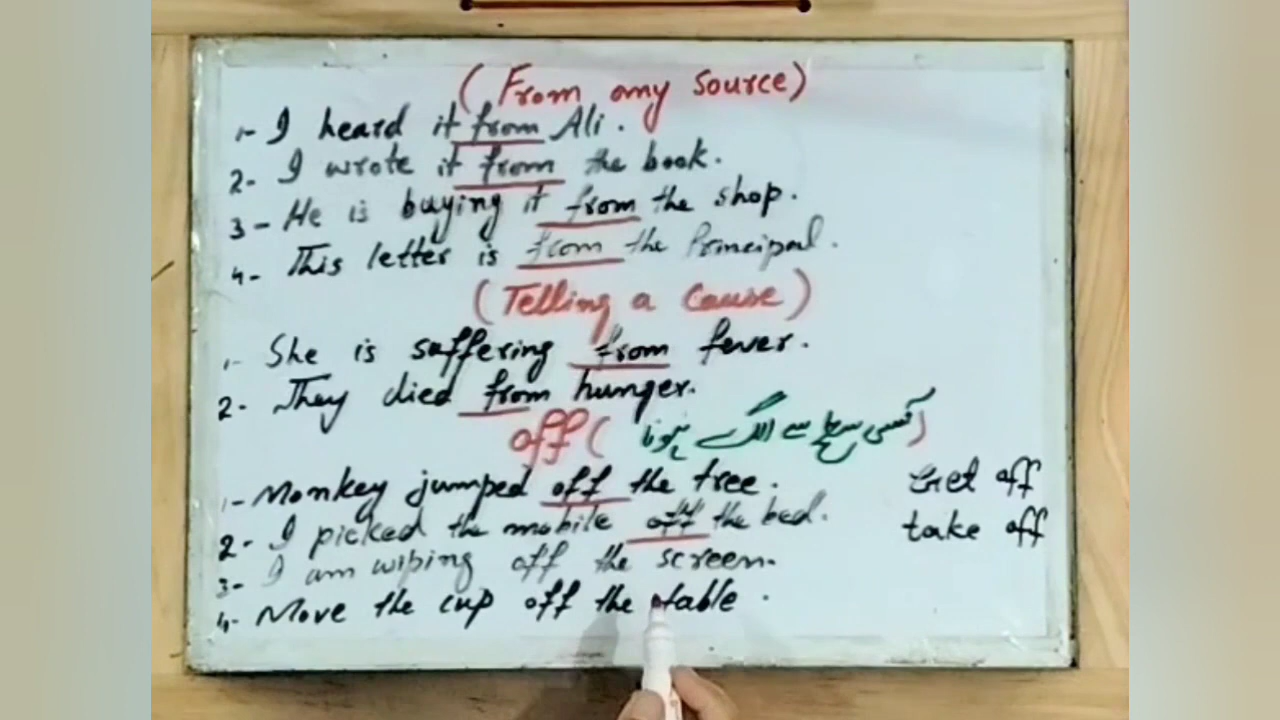 (From any source)
1- I heard it from Ali.
2- I wrote it from the book.
3- He is buying it from the shop.
4- This letter is from the Principal.
(Telling a Cause)
1- She is suffering from fever.
2- They died from hunger.
off (کسی سطح سے الگ ہونا)
1- Monkey jumped off the tree.
Get off
2- I picked the mobile off the bed.
take off
3- I am wiping off the screen.
4- Move the cup off the table.